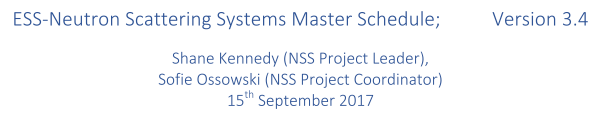 ESS-Neutron Scattering Systems Master Schedule; Version 3.4
Shane Kennedy (NSS Project Leader),
Sofie Ossowski (NSS Project Coordinator)
15th September 2017